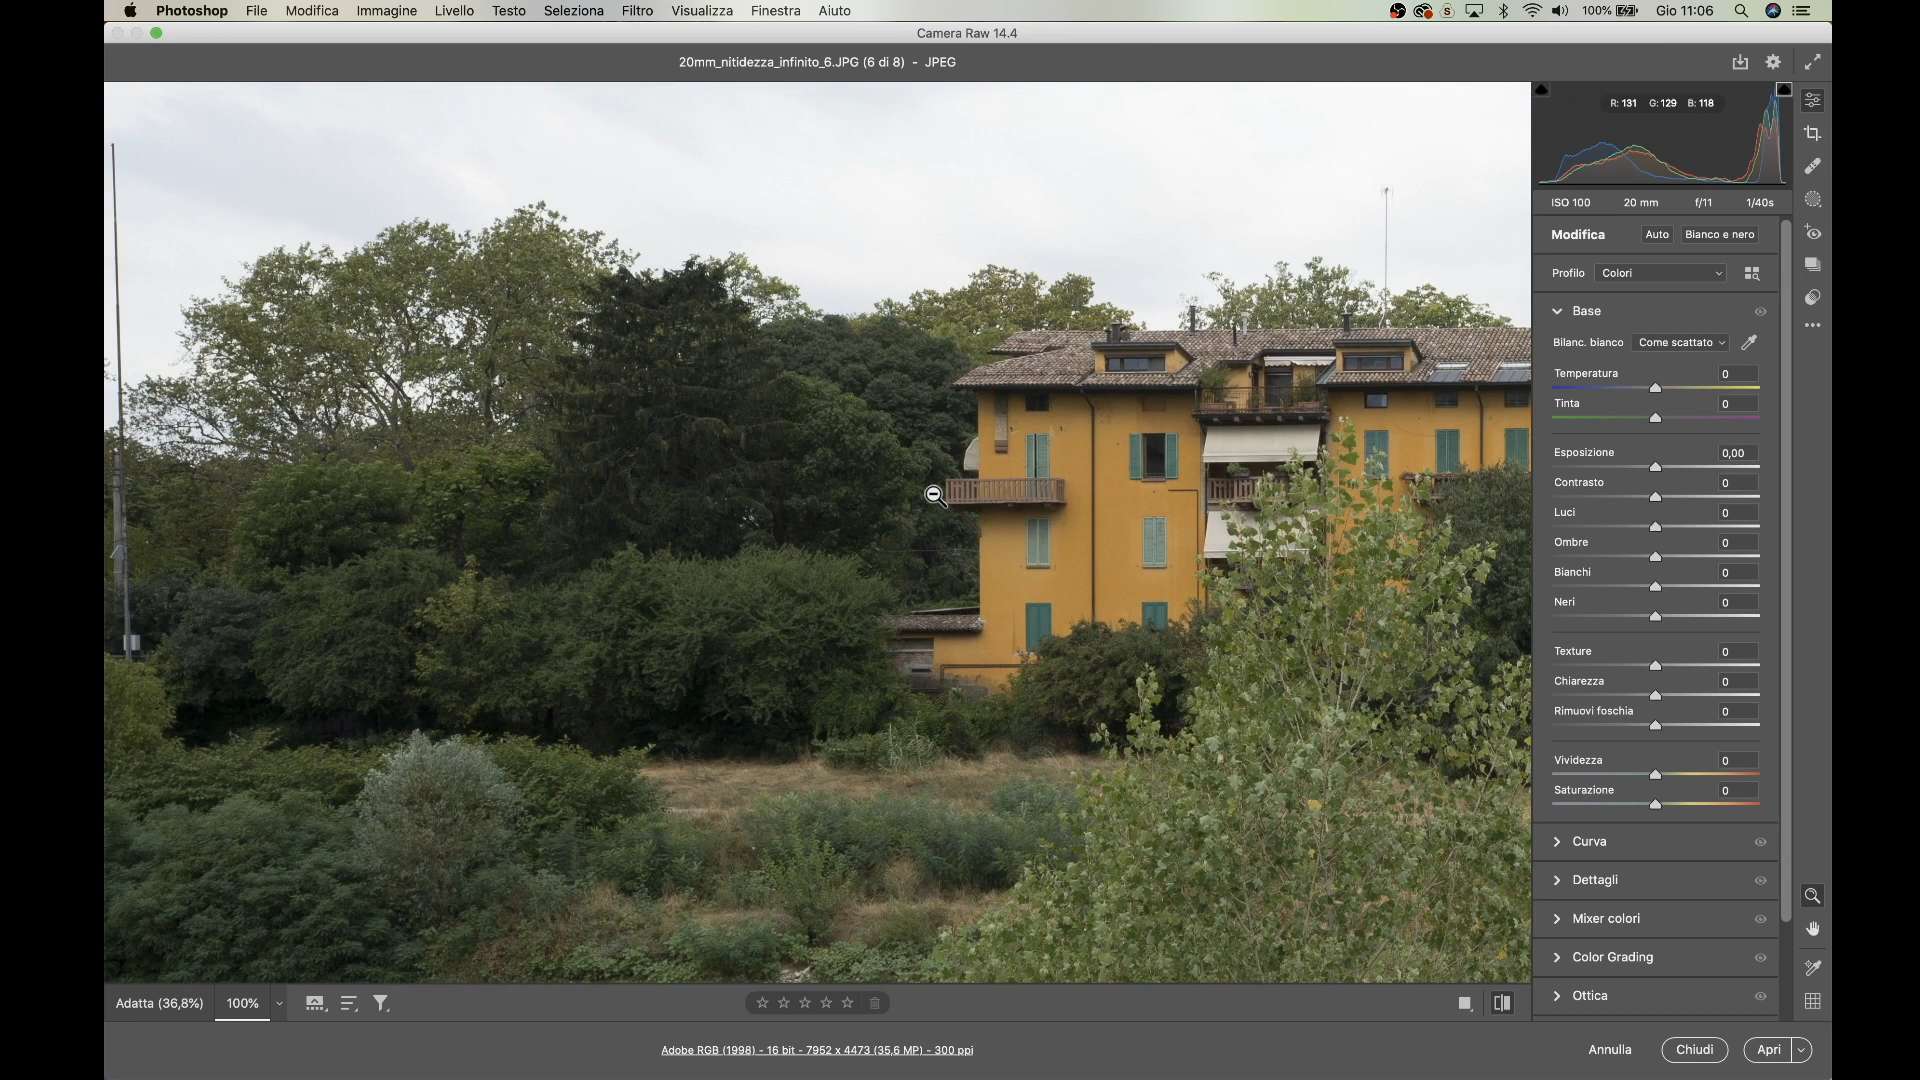 Photoshop File Modifica Immagine Livello Testo Seleziona Filtro Visualizza Finestra Aiuto S 100% Gio 11:06
Camera Raw 14.4
20mm_nitidezza_infinito_6.JPG (6 di 8) - JPEG
R: 131 G: 129 B: 118
ISO 100 20 mm f/11 1/40s
Modifica Auto Bianco e nero
Profilo Colori
Base
Bilanc. bianco Come scattato
Temperatura 0
Tinta 0
Esposizione 0,00
Contrasto 0
Luci 0
Ombre 0
Bianchi 0
Neri 0
Texture 0
Chiarezza 0
Rimuovi foschia 0
Vividezza 0
Saturazione 0
Curva
Dettagli
Mixer colori
Color Grading
Ottica
Adatta (36,8%) 100%
Adobe RGB (1998) - 16 bit - 7952 x 4473 (35,6 MP) - 300 ppi
Annulla Chiudi Apri